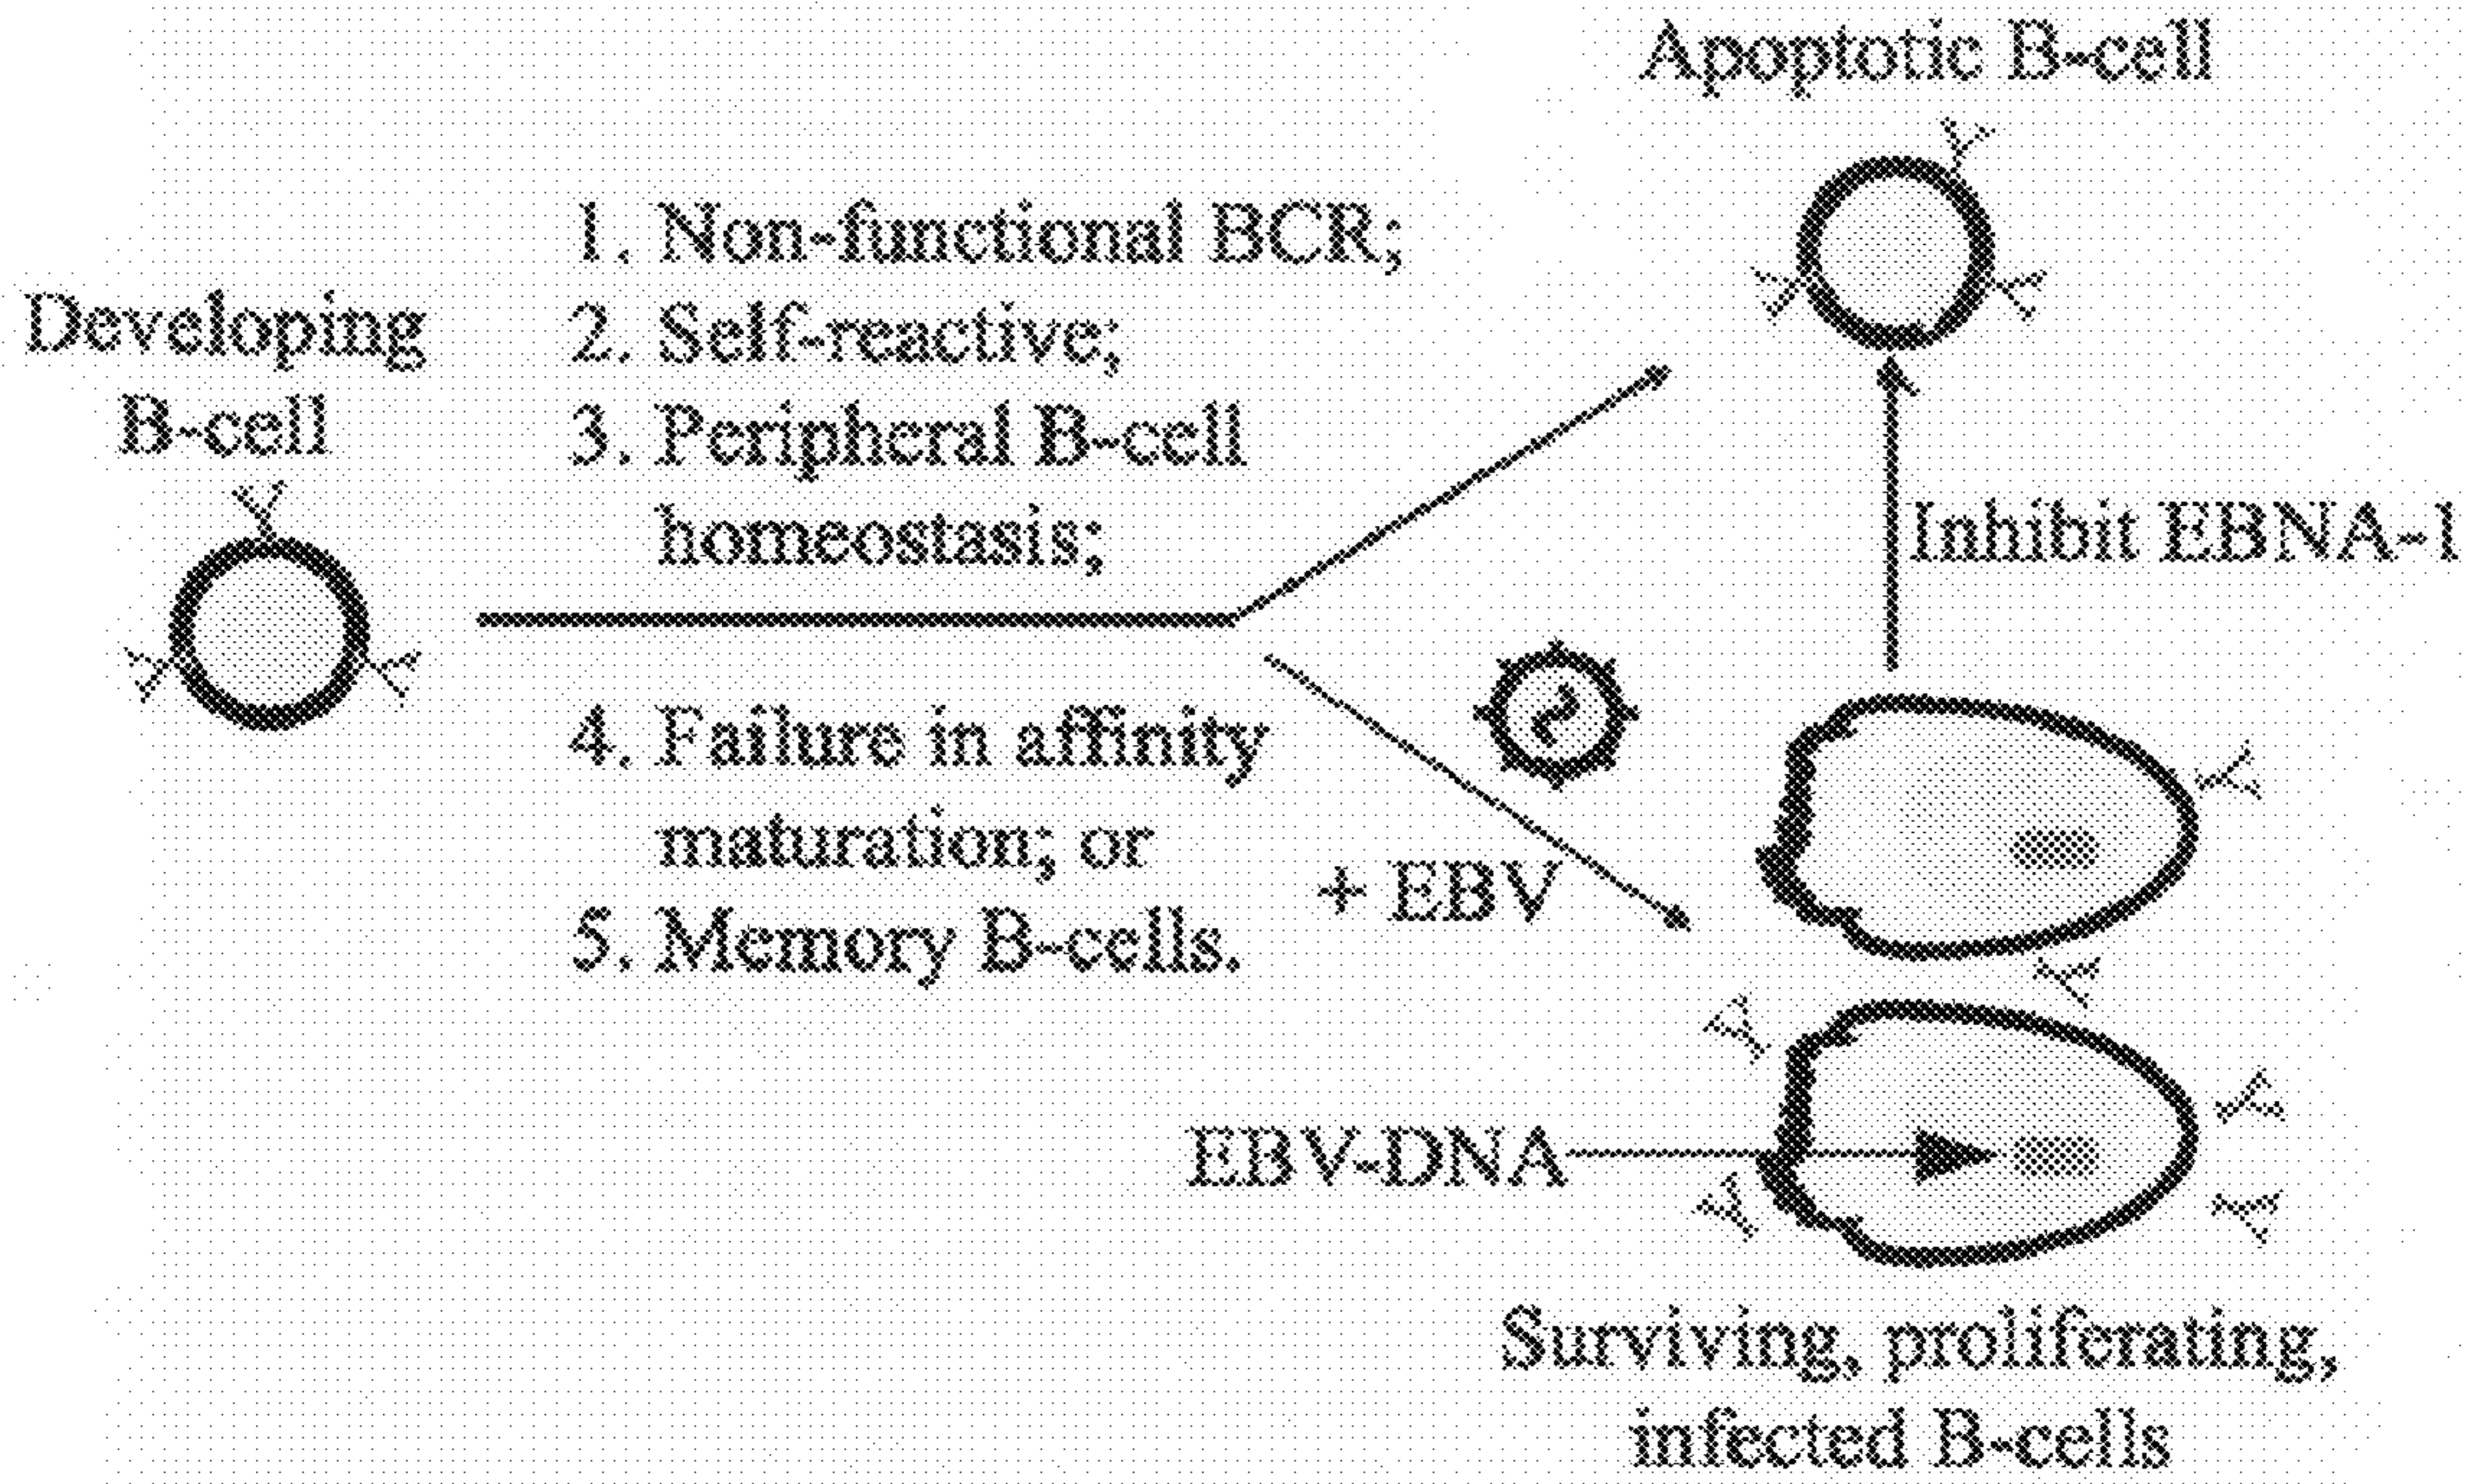 Apoptotic B-cell
Developing
B-cell
1. Non-functional BCR;
2. Self-reactive;
3. Peripheral B-cell
homeostasis;
4. Failure in affinity
maturation; or
5. Memory B-cells.
Inhibit EBNA-1
+ EBV
EBV-DNA
Surviving, proliferating,
infected B-cells